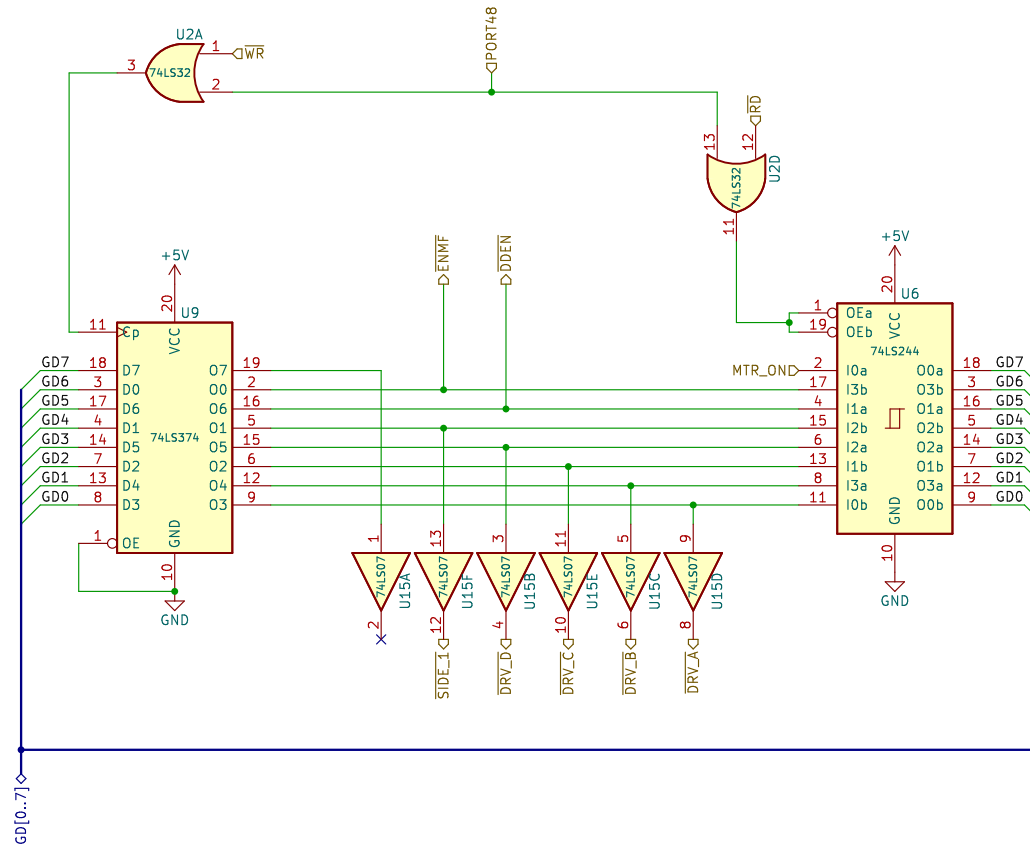 U2A
1 WR
3 74LS32
2
PORT48
RD
13 12
74LS32 U2D
11
ENMF
DDEN
+5V
20 U9
11 Cp VCC
GD7 18 D7 O7 19
GD6 3 D0 O0 2
GD5 17 D6 O6 16
GD4 4 D1 O1 5
74LS374
GD3 14 D5 O5 15
GD2 7 D2 O2 6
GD1 13 D4 O4 12
GD0 8 D3 O3 9
1 OE GND
10
GND
+5V
20 U6
1 OEa VCC
19 OEb
74LS244
MTR_ON 2 I0a O0a 18 GD7
17 I3b O3b 3 GD6
4 I1a O1a 16 GD5
15 I2b O2b 5 GD4
6 I2a O2a 14 GD3
13 I1b O1b 7 GD2
8 I3a O3a 12 GD1
11 I0b O0b 9 GD0
GND
10
GND
1 13 3 11 5 9
74LS07 U15A 74LS07 U15F 74LS07 U15B 74LS07 U15E 74LS07 U15C 74LS07 U15D
2 12 4 10 6 8
SIDE_1 DRV_D DRV_C DRV_B DRV_A
GD[0..7]